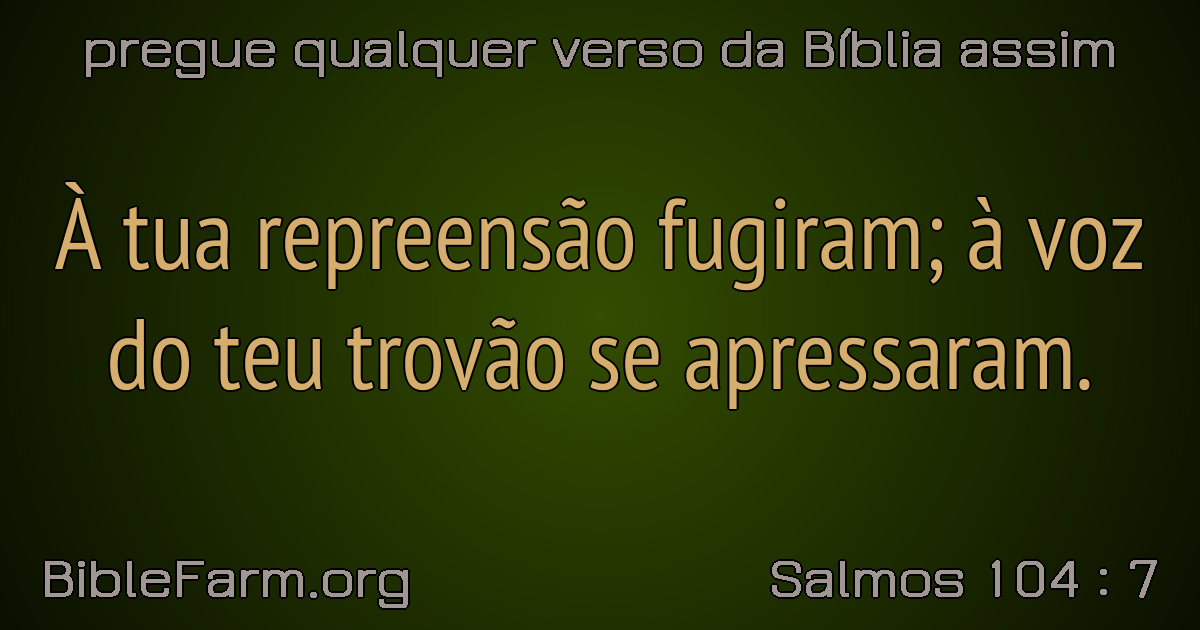 pregue qualquer verso da Bíblia assim
À tua repreensão fugiram; à voz
do teu trovão se apressaram.
BibleFarm.org
Salmos 104 : 7